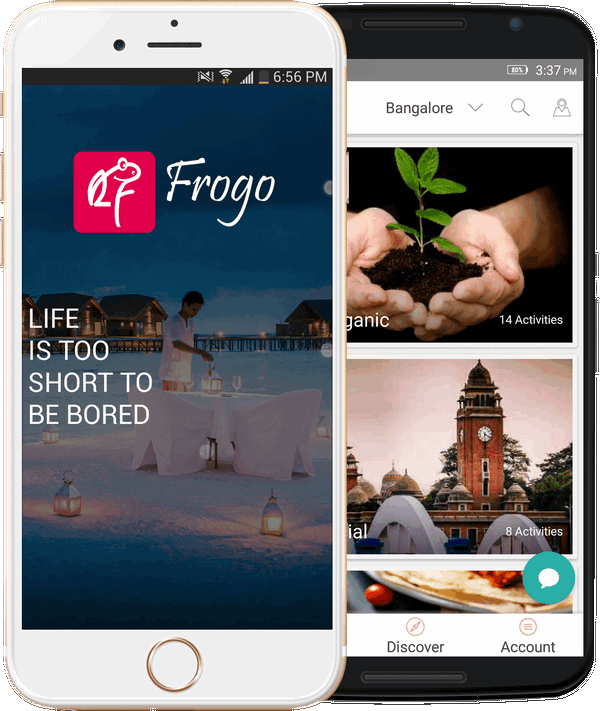 6:56 PM
Frogo
LIFE
IS TOO
SHORT TO
BE BORED
80%
3:37 PM
Bangalore
ganic
14 Activities
ial
8 Activities
Discover
Account